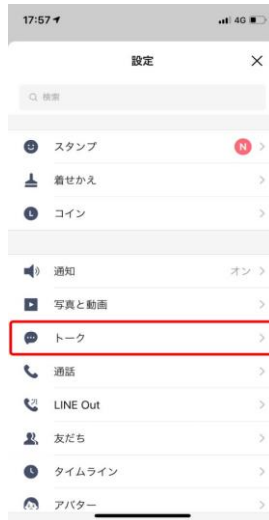 17:57
4G
設定
検索
スタンプ
N
着せかえ
コイン
通知
オン
写真と動画
トーク
通話
LINE Out
友だち
タイムライン
アバター